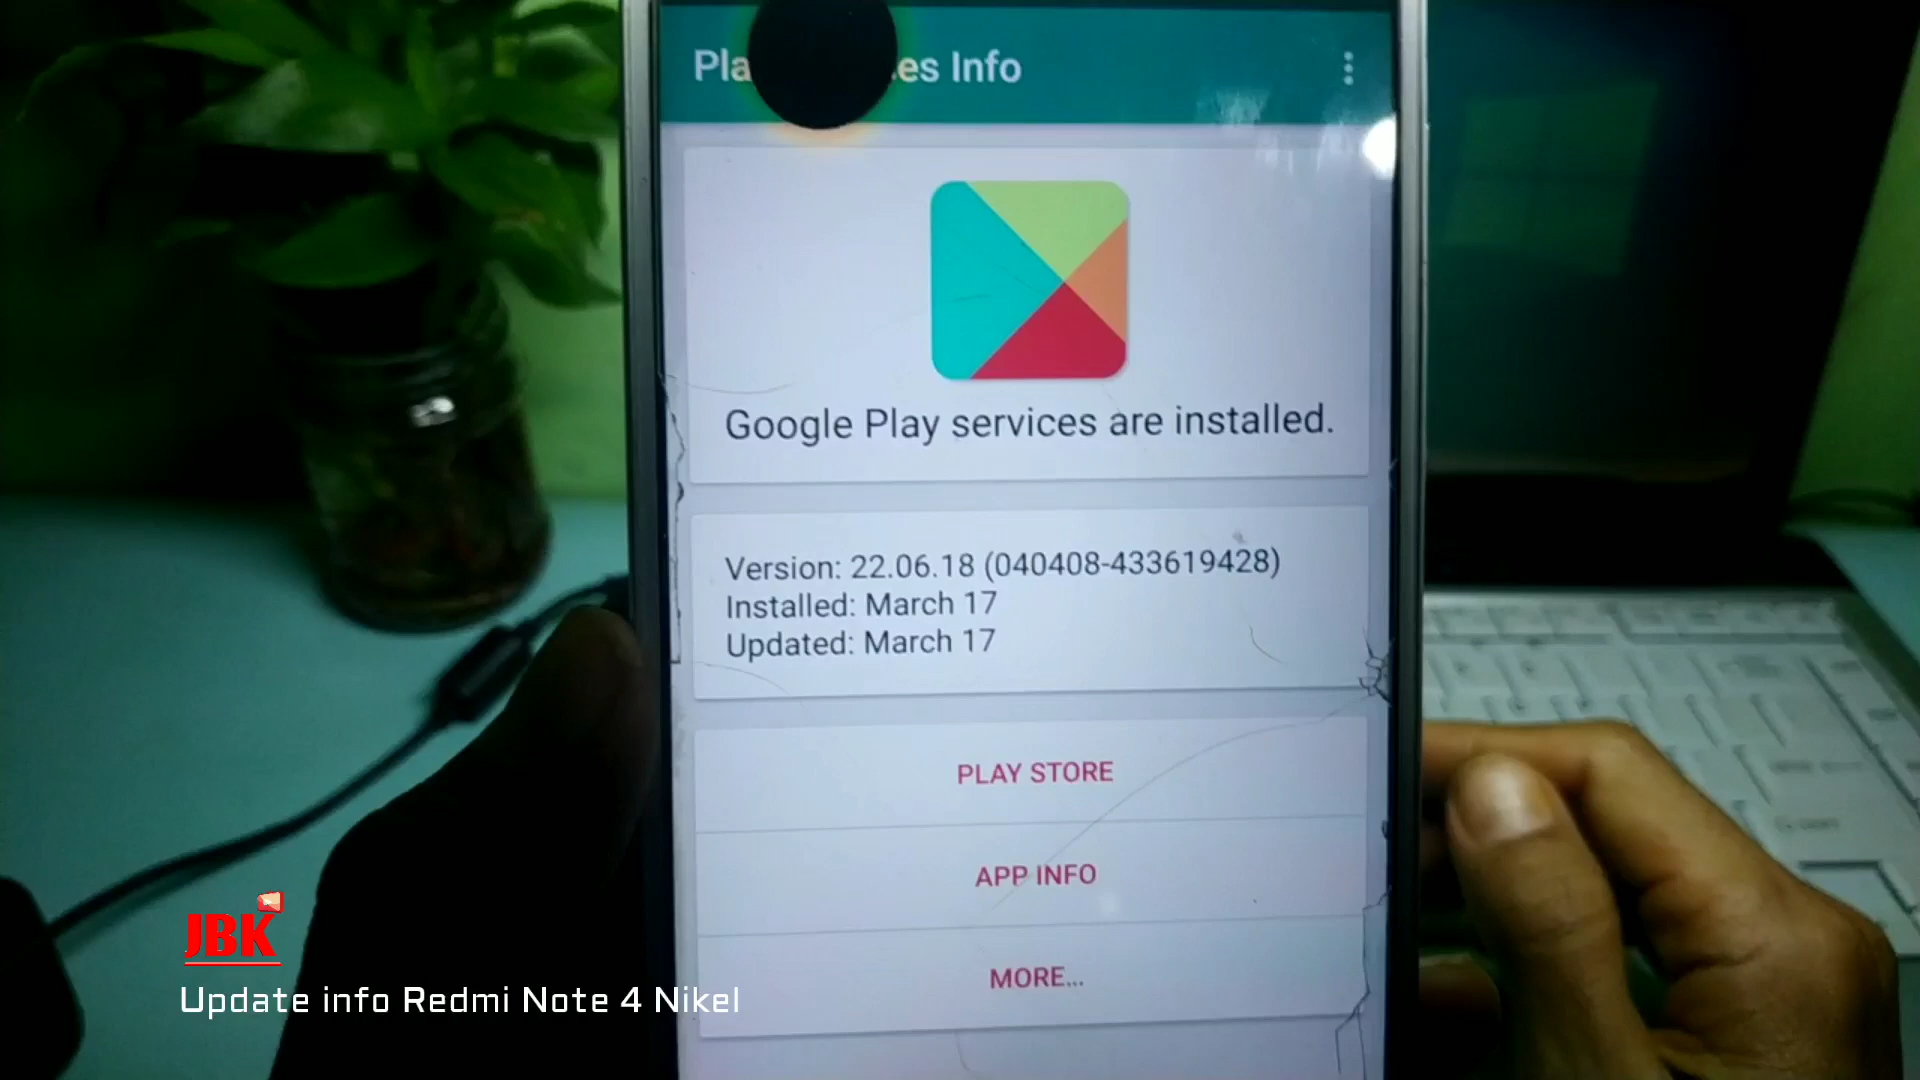 Pla es Info
Google Play services are installed.
Version: 22.06.18 (040408-433619428)
Installed: March 17
Updated: March 17
PLAY STORE
APP INFO
MORE...
JBK
Update info Redmi Note 4 Nikel